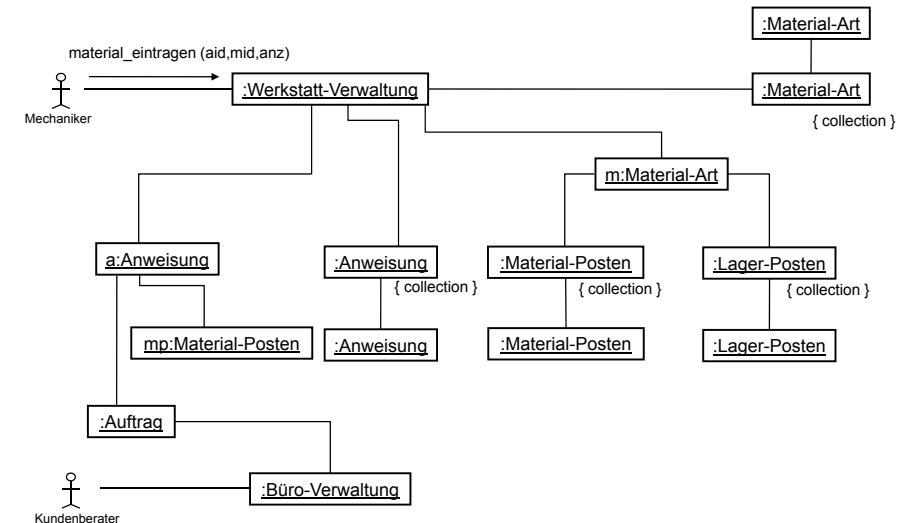 :Material-Art
material_eintragen (aid,mid,anz)
:Werkstatt-Verwaltung
:Material-Art
Mechaniker
{ collection }
m:Material-Art
a:Anweisung
:Anweisung
:Material-Posten
:Lager-Posten
{ collection }
{ collection }
{ collection }
mp:Material-Posten
:Anweisung
:Material-Posten
:Lager-Posten
:Auftrag
:Büro-Verwaltung
Kundenberater